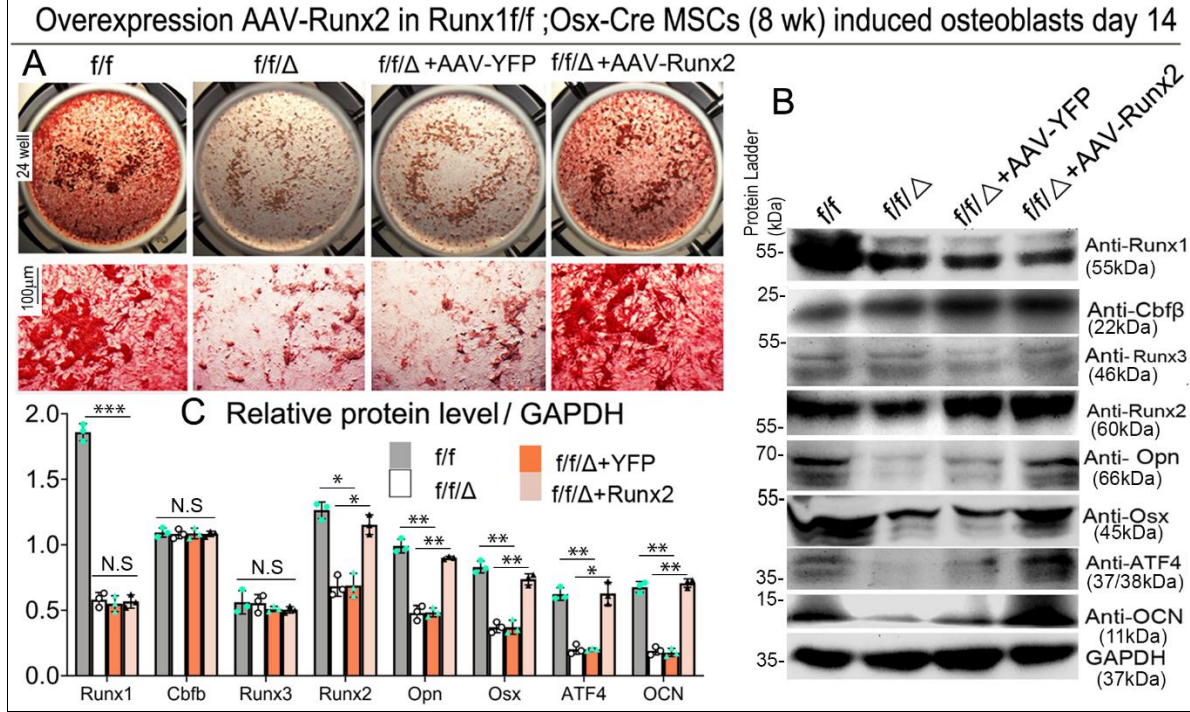 Overexpression AAV-Runx2 in Runx1f/f ;Osx-Cre MSCs (8 wk) induced osteoblasts day 14
A
f/f
f/f/Δ
f/f/Δ +AAV-YFP
f/f/Δ +AAV-Runx2
24 well
100μm
B
Protein Ladder
(kDa)
f/f
f/f/△
f/f/△+AAV-YFP
f/f/△+AAV-Runx2
55-
Anti-Runx1
(55kDa)
25-
Anti-Cbfβ
(22kDa)
55-
Anti-Runx3
(46kDa)
55-
Anti-Runx2
(60kDa)
70-
Anti- Opn
(66kDa)
55-
Anti-Osx
(45kDa)
35-
Anti-ATF4
(37/38kDa)
15-
Anti-OCN
(11kDa)
35-
GAPDH
(37kDa)
C Relative protein level / GAPDH
f/f
f/f/Δ
f/f/Δ+YFP
f/f/Δ+Runx2
2.0
1.5
1.0
0.5
0.0
***
N.S
N.S
N.S
*
*
**
**
**
**
**
*
**
**
Runx1 Cbfb Runx3 Runx2 Opn Osx ATF4 OCN